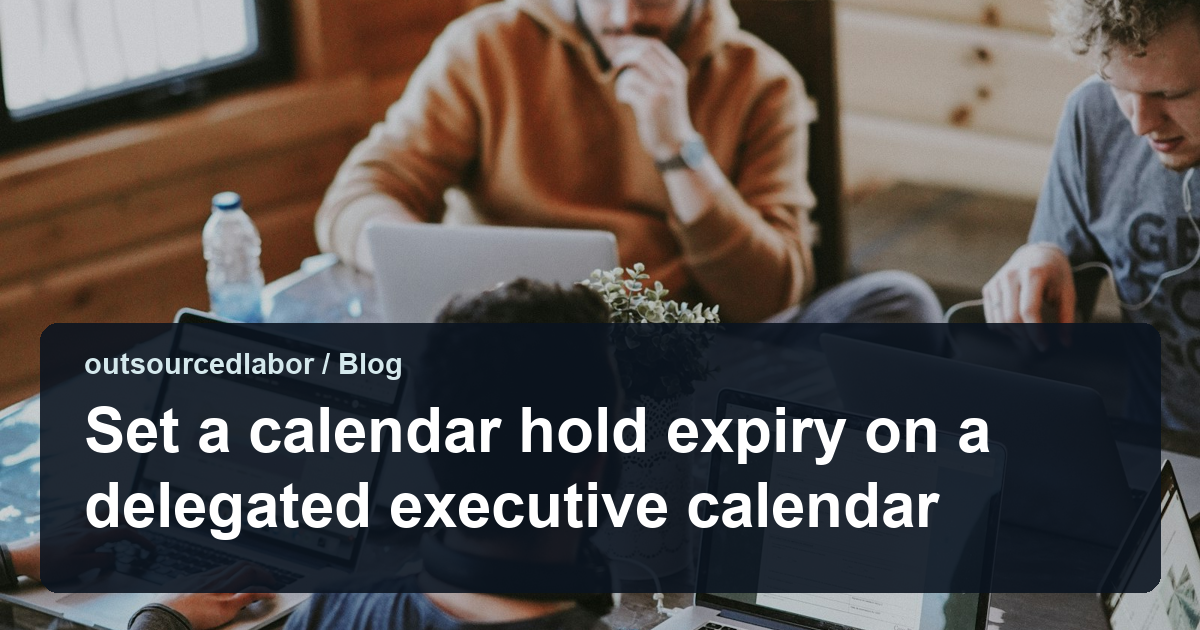 outsourcedlabor / Blog
Set a calendar hold expiry on a
delegated executive calendar